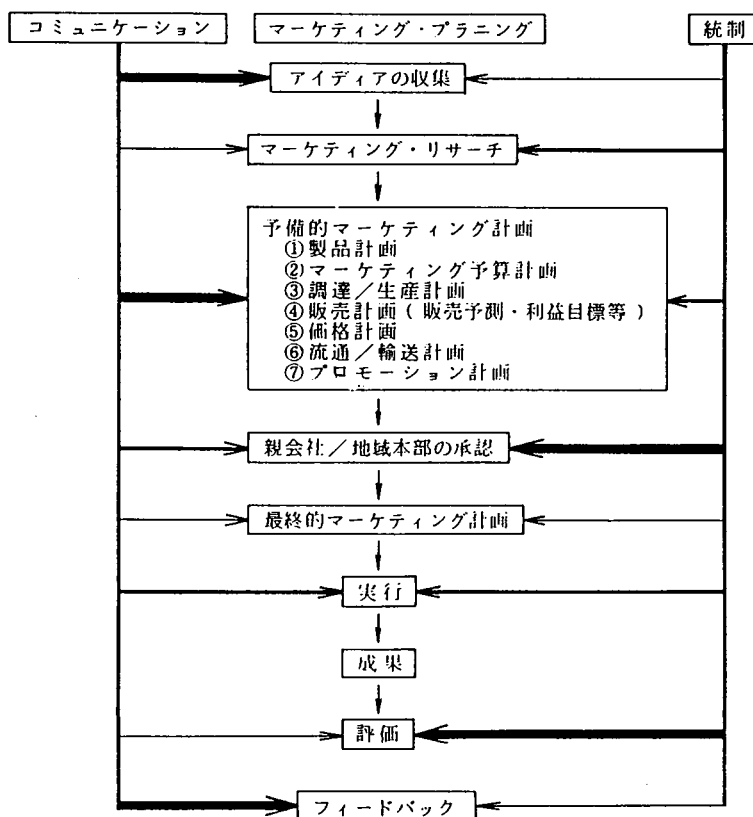 コミュニケーション
マーケティング・プラニング
統制
アイディアの収集
マーケティング・リサーチ
予備的マーケティング計画
①製品計画
②マーケティング予算計画
③調達／生産計画
④販売計画(販売予測・利益目標等)
⑤価格計画
⑥流通／輸送計画
⑦プロモーション計画
親会社／地域本部の承認
最終的マーケティング計画
実行
成果
評価
フィードバック